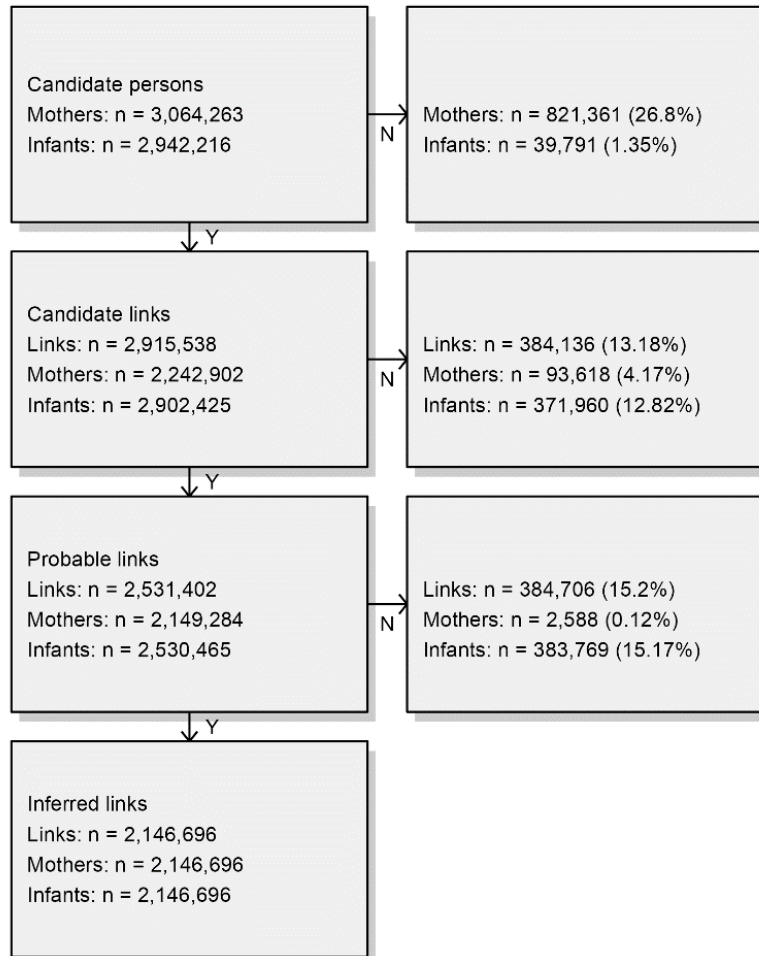 Candidate persons
Mothers: n = 3,064,263
Infants: n = 2,942,216
N
Mothers: n = 821,361 (26.8%)
Infants: n = 39,791 (1.35%)
Y
Candidate links
Links: n = 2,915,538
Mothers: n = 2,242,902
Infants: n = 2,902,425
N
Links: n = 384,136 (13.18%)
Mothers: n = 93,618 (4.17%)
Infants: n = 371,960 (12.82%)
Y
Probable links
Links: n = 2,531,402
Mothers: n = 2,149,284
Infants: n = 2,530,465
N
Links: n = 384,706 (15.2%)
Mothers: n = 2,588 (0.12%)
Infants: n = 383,769 (15.17%)
Y
Inferred links
Links: n = 2,146,696
Mothers: n = 2,146,696
Infants: n = 2,146,696